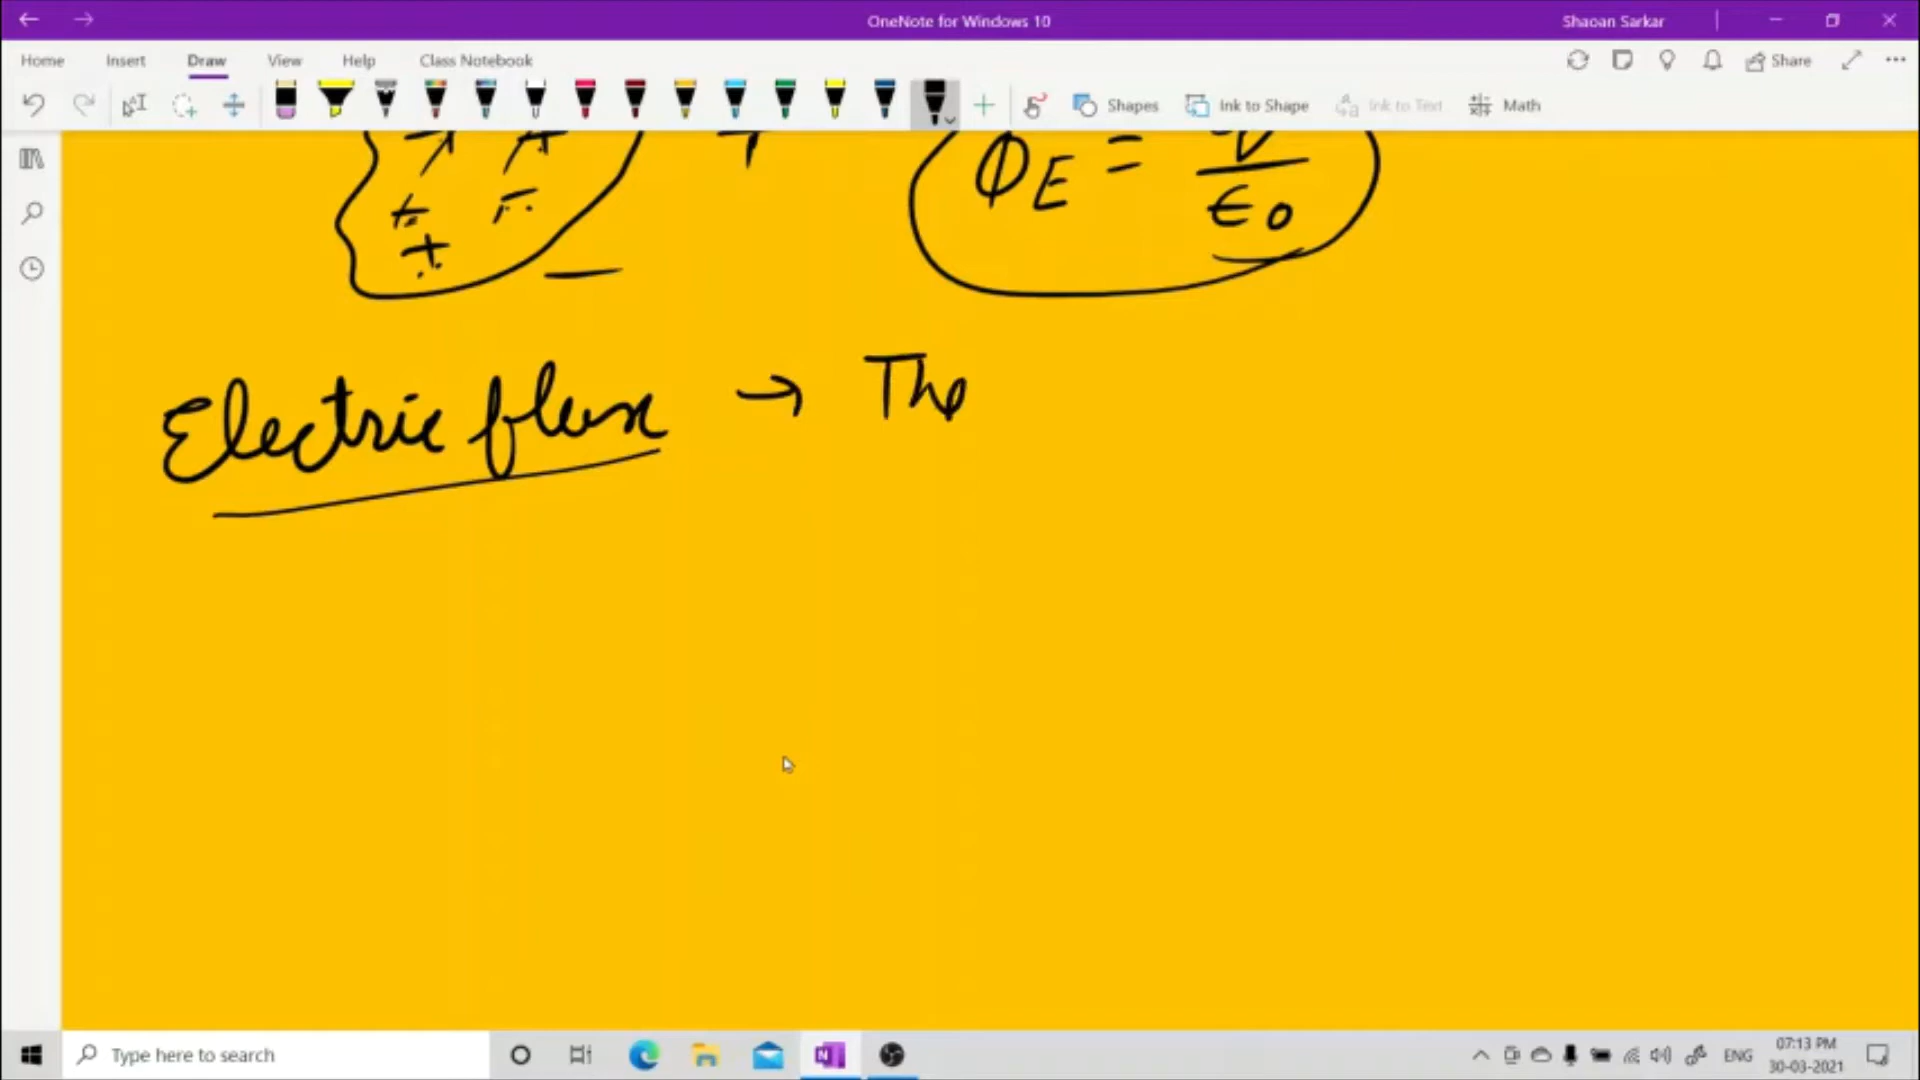 OneNote for Windows 10
Shaoan Sarkar
Home Insert Draw View Help Class Notebook
Share
Shapes Ink to Shape Ink to Text Math
ΦE = / ϵ0
Electric flux → The
Type here to search
ENG
07:13 PM
30-03-2021